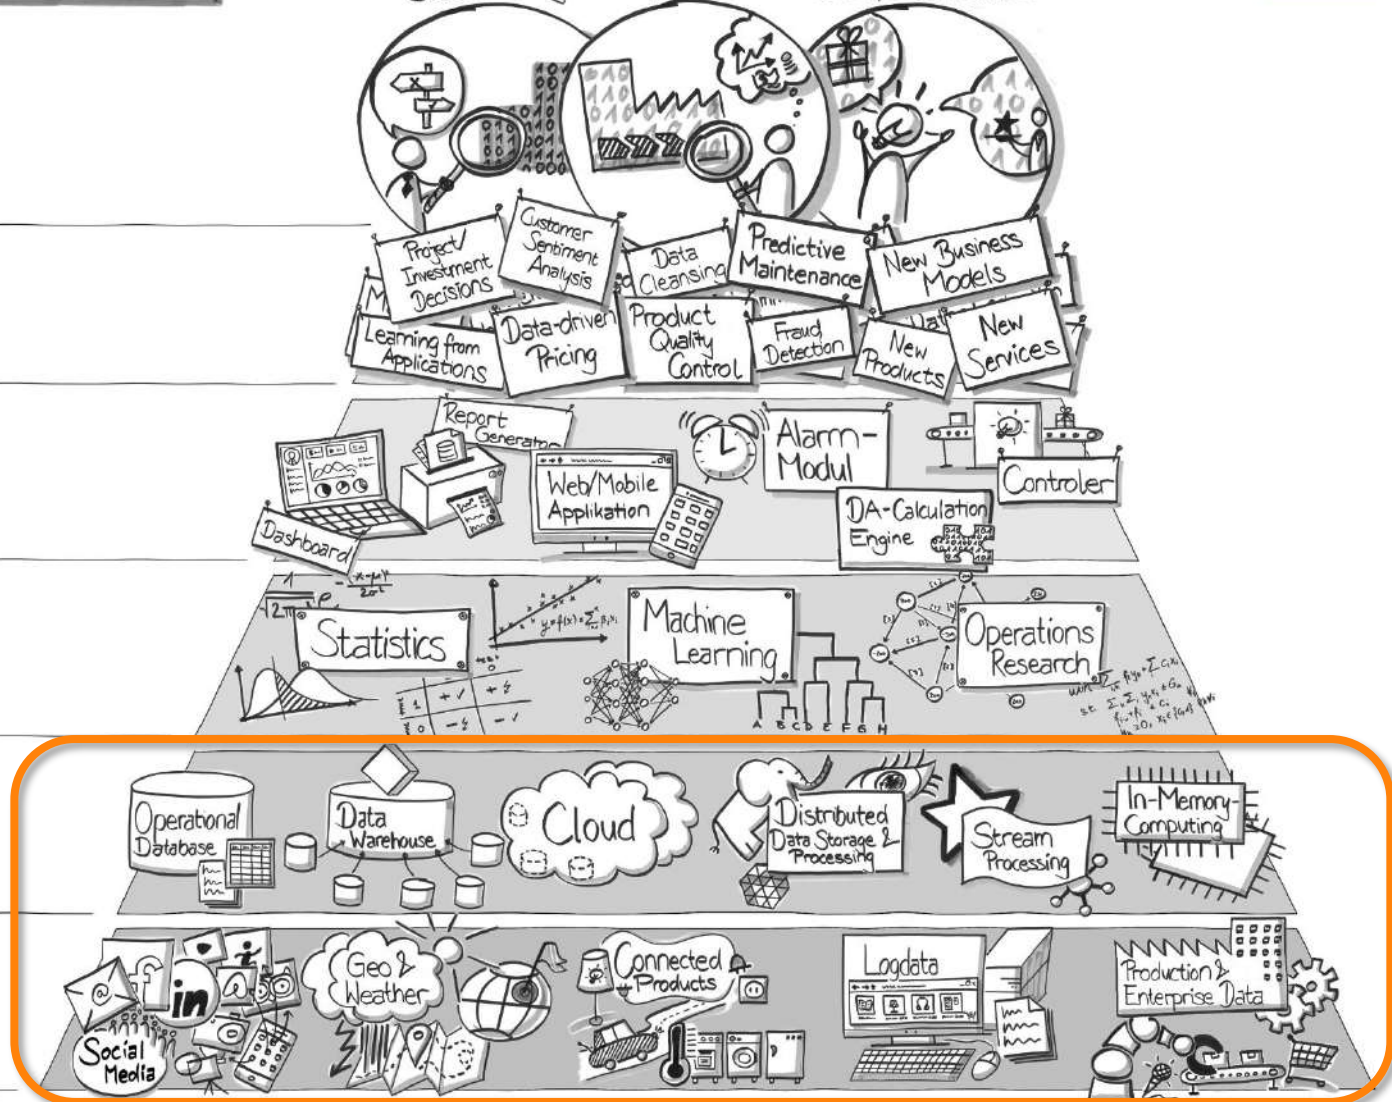 Project/
Investment
Decisions
Customer
Sentiment
Analysis
Data
Cleansing
Predictive
Maintenance
New Business
Models
Learning from
Applications
Data-driven
Pricing
Product
Quality
Control
Fraud
Detection
New
Products
New
Services
Report
Generator
Dashboard
Web/Mobile
Applikation
Alarm-
Modul
DA-Calculation
Engine
Controler
Statistics
Machine
Learning
A B C D E F G H
Operations
Research
Operational
Database
Data
Warehouse
Cloud
Distributed
Data Storage &
Processing
Stream
Processing
In-Memory-
Computing
@
f
in
Social
Media
Geo &
Weather
Connected
Products
Logdata
Production &
Enterprise Data